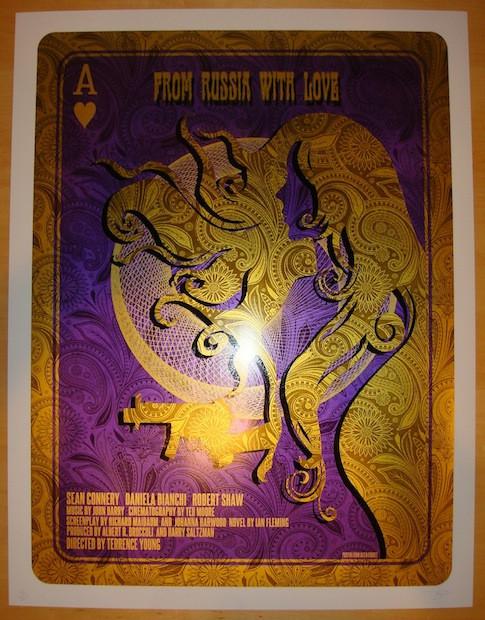 A
FROM RUSSIA WITH LOVE
SEAN CONNERY DANIELA BIANCHI ROBERT SHAW
MUSIC BY JOHN BARRY CINEMATOGRAPHY BY TED MOORE
SCREENPLAY BY RICHARD MAIBAUM AND JOHANNA HARWOOD NOVEL BY IAN FLEMING
PRODUCED BY ALBERT R. BROCCOLI AND HARRY SALTZMAN
DIRECTED BY TERRENCE YOUNG